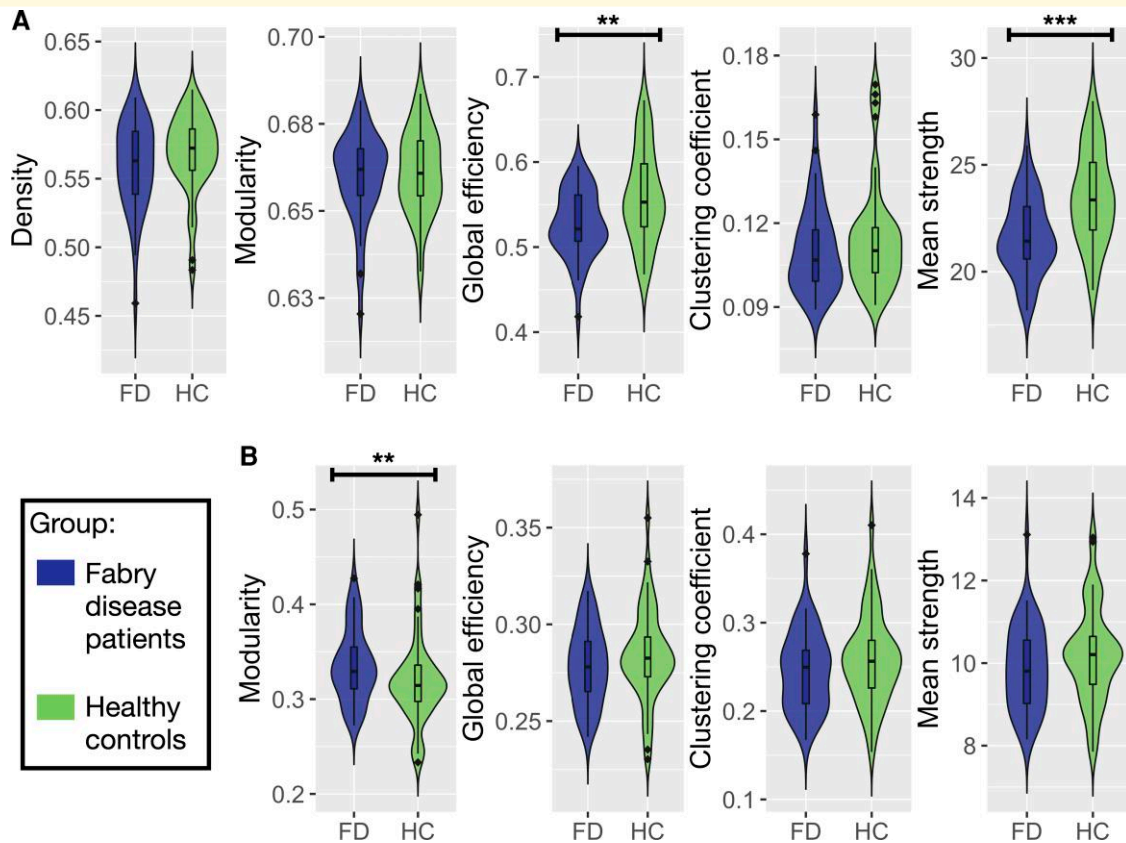 A
**
***
Density
0.65
0.60
0.55
0.50
0.45
FD HC
Modularity
0.70
0.68
0.65
0.63
FD HC
Global efficiency
0.7
0.6
0.5
0.4
FD HC
Clustering coefficient
0.18
0.15
0.12
0.09
FD HC
Mean strength
30
25
20
FD HC
B
**
Group:
Fabry
disease
patients
Healthy
controls
Modularity
0.5
0.4
0.3
0.2
FD HC
Global efficiency
0.35
0.30
0.25
FD HC
Clustering coefficient
0.4
0.3
0.2
0.1
FD HC
Mean strength
14
12
10
8
FD HC